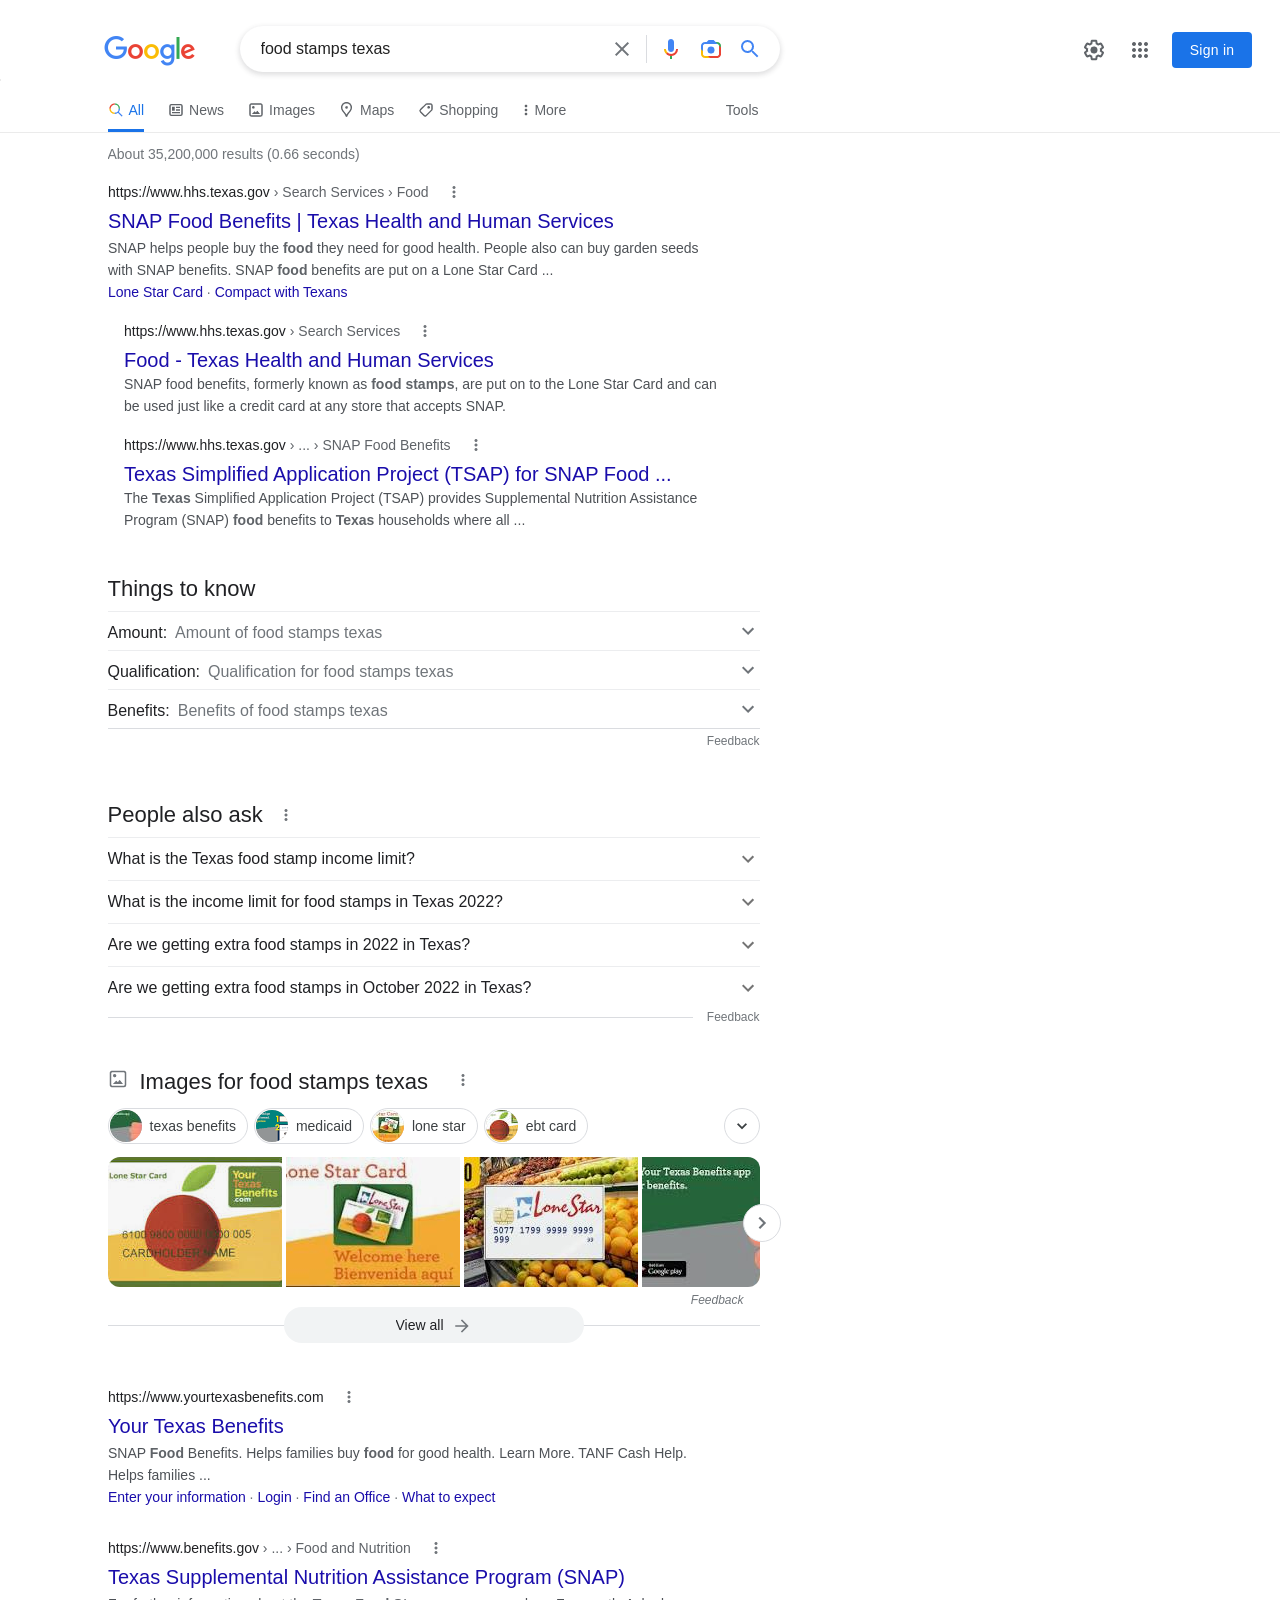 Google
food stamps texas
Sign in
All
News
Images
Maps
Shopping
More
Tools
About 35,200,000 results (0.66 seconds)
https://www.hhs.texas.gov › Search Services › Food
SNAP Food Benefits | Texas Health and Human Services
SNAP helps people buy the food they need for good health. People also can buy garden seeds
with SNAP benefits. SNAP food benefits are put on a Lone Star Card ...
Lone Star Card · Compact with Texans
https://www.hhs.texas.gov › Search Services
Food - Texas Health and Human Services
SNAP food benefits, formerly known as food stamps, are put on to the Lone Star Card and can
be used just like a credit card at any store that accepts SNAP.
https://www.hhs.texas.gov › ... › SNAP Food Benefits
Texas Simplified Application Project (TSAP) for SNAP Food ...
The Texas Simplified Application Project (TSAP) provides Supplemental Nutrition Assistance
Program (SNAP) food benefits to Texas households where all ...
Things to know
Amount: Amount of food stamps texas
Qualification: Qualification for food stamps texas
Benefits: Benefits of food stamps texas
Feedback
People also ask
What is the Texas food stamp income limit?
What is the income limit for food stamps in Texas 2022?
Are we getting extra food stamps in 2022 in Texas?
Are we getting extra food stamps in October 2022 in Texas?
Feedback
Images for food stamps texas
texas benefits
medicaid
lone star
ebt card
Lone Star Card
Your
Texas
Benefits
.com
CARDHOLDER NAME
one Star Card
Lone Star
Welcome here
Bienvenida aquí
Lone Star
5077 1799 9999 9999
999
Your Texas Benefits app
benefits.
Google play
Feedback
View all
https://www.yourtexasbenefits.com
Your Texas Benefits
SNAP Food Benefits. Helps families buy food for good health. Learn More. TANF Cash Help.
Helps families ...
Enter your information · Login · Find an Office · What to expect
https://www.benefits.gov › ... › Food and Nutrition
Texas Supplemental Nutrition Assistance Program (SNAP)